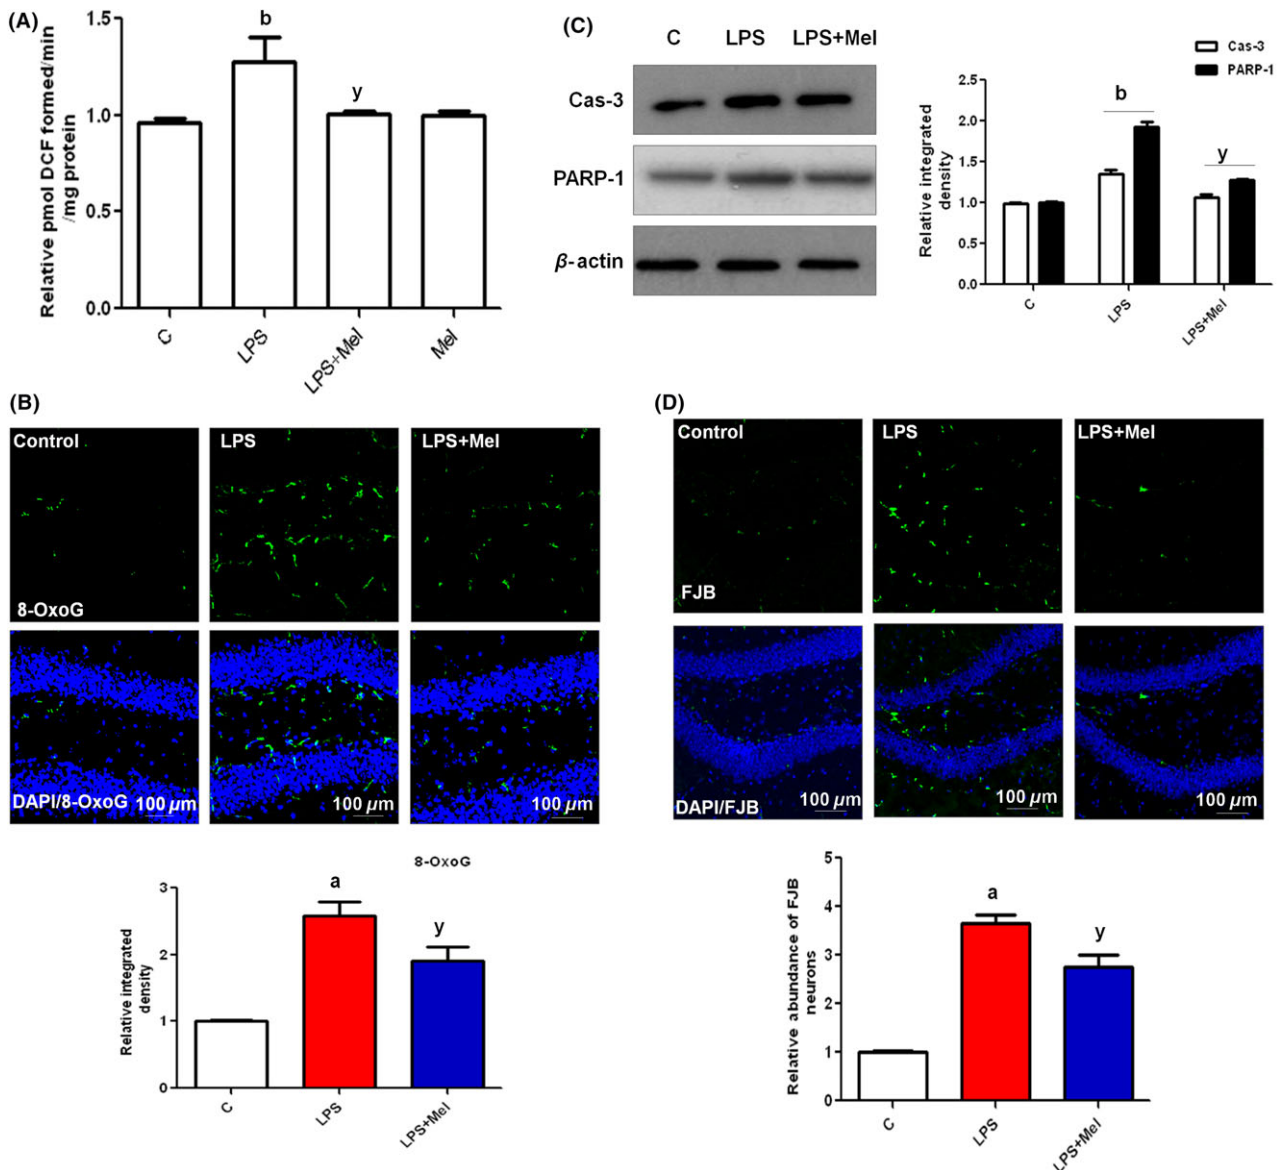 (A)
Relative pmol DCF formed/min
/mg protein
1.5
1.0
0.5
0.0
b
y
C
LPS
LPS+Mel
Mel
(C)
C LPS LPS+Mel
Cas-3
PARP-1
β-actin
Cas-3
PARP-1
Relative integrated
density
2.5
2.0
1.5
1.0
0.5
0.0
b
y
C
LPS
LPS+Mel
(B)
Control
LPS
LPS+Mel
8-OxoG
DAPI/8-OxoG
100 µm
100 µm
100 µm
8-OxoG
Relative integrated
density
3
2
1
0
a
y
C
LPS
LPS+Mel
(D)
Control
LPS
LPS+Mel
FJB
DAPI/FJB
100 µm
100 µm
100 µm
Relative abundance of FJB
neurons
5
4
3
2
1
0
a
y
C
LPS
LPS+Mel